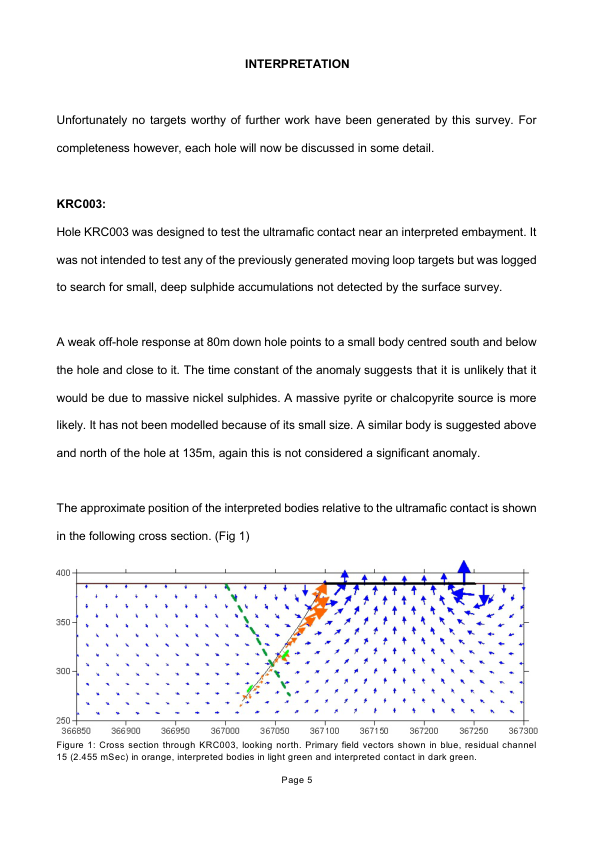 INTERPRETATION
Unfortunately no targets worthy of further work have been generated by this survey. For
completeness however, each hole will now be discussed in some detail.
KRC003:
Hole KRC003 was designed to test the ultramafic contact near an interpreted embayment. It
was not intended to test any of the previously generated moving loop targets but was logged
to search for small, deep sulphide accumulations not detected by the surface survey.
A weak off-hole response at 80m down hole points to a small body centred south and below
the hole and close to it. The time constant of the anomaly suggests that it is unlikely that it
would be due to massive nickel sulphides. A massive pyrite or chalcopyrite source is more
likely. It has not been modelled because of its small size. A similar body is suggested above
and north of the hole at 135m, again this is not considered a significant anomaly.
The approximate position of the interpreted bodies relative to the ultramafic contact is shown
in the following cross section. (Fig 1)
400
350
300
250
366850 366900 366950 367000 367050 367100 367150 367200 367250 367300
Figure 1: Cross section through KRC003, looking north. Primary field vectors shown in blue, residual channel
15 (2.455 mSec) in orange, interpreted bodies in light green and interpreted contact in dark green.
Page 5